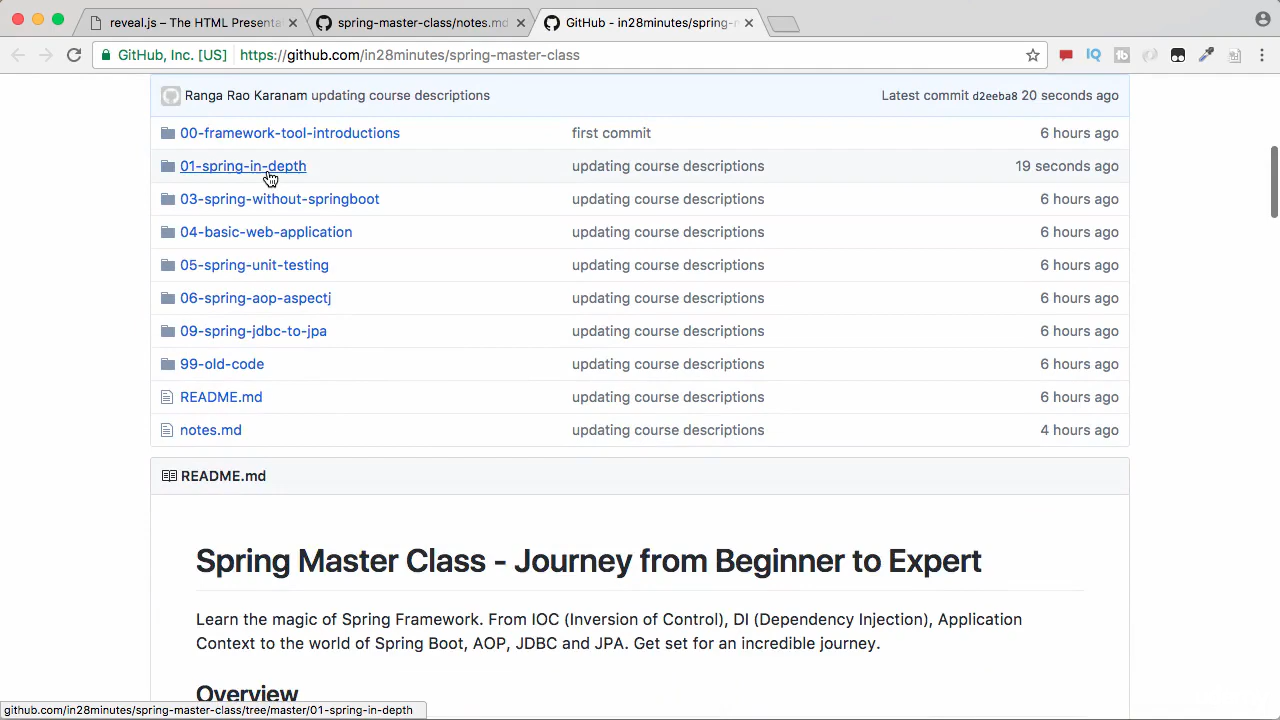 reveal.js – The HTML Presenta
spring-master-class/notes.md
GitHub - in28minutes/spring-
GitHub, Inc. [US] https://github.com/in28minutes/spring-master-class
Ranga Rao Karanam updating course descriptions Latest commit d2eeba8 20 seconds ago
00-framework-tool-introductions first commit 6 hours ago
01-spring-in-depth updating course descriptions 19 seconds ago
03-spring-without-springboot updating course descriptions 6 hours ago
04-basic-web-application updating course descriptions 6 hours ago
05-spring-unit-testing updating course descriptions 6 hours ago
06-spring-aop-aspectj updating course descriptions 6 hours ago
09-spring-jdbc-to-jpa updating course descriptions 6 hours ago
99-old-code updating course descriptions 6 hours ago
README.md updating course descriptions 6 hours ago
notes.md updating course descriptions 4 hours ago
README.md
Spring Master Class - Journey from Beginner to Expert
Learn the magic of Spring Framework. From IOC (Inversion of Control), DI (Dependency Injection), Application
Context to the world of Spring Boot, AOP, JDBC and JPA. Get set for an incredible journey.
Overview
github.com/in28minutes/spring-master-class/tree/master/01-spring-in-depth